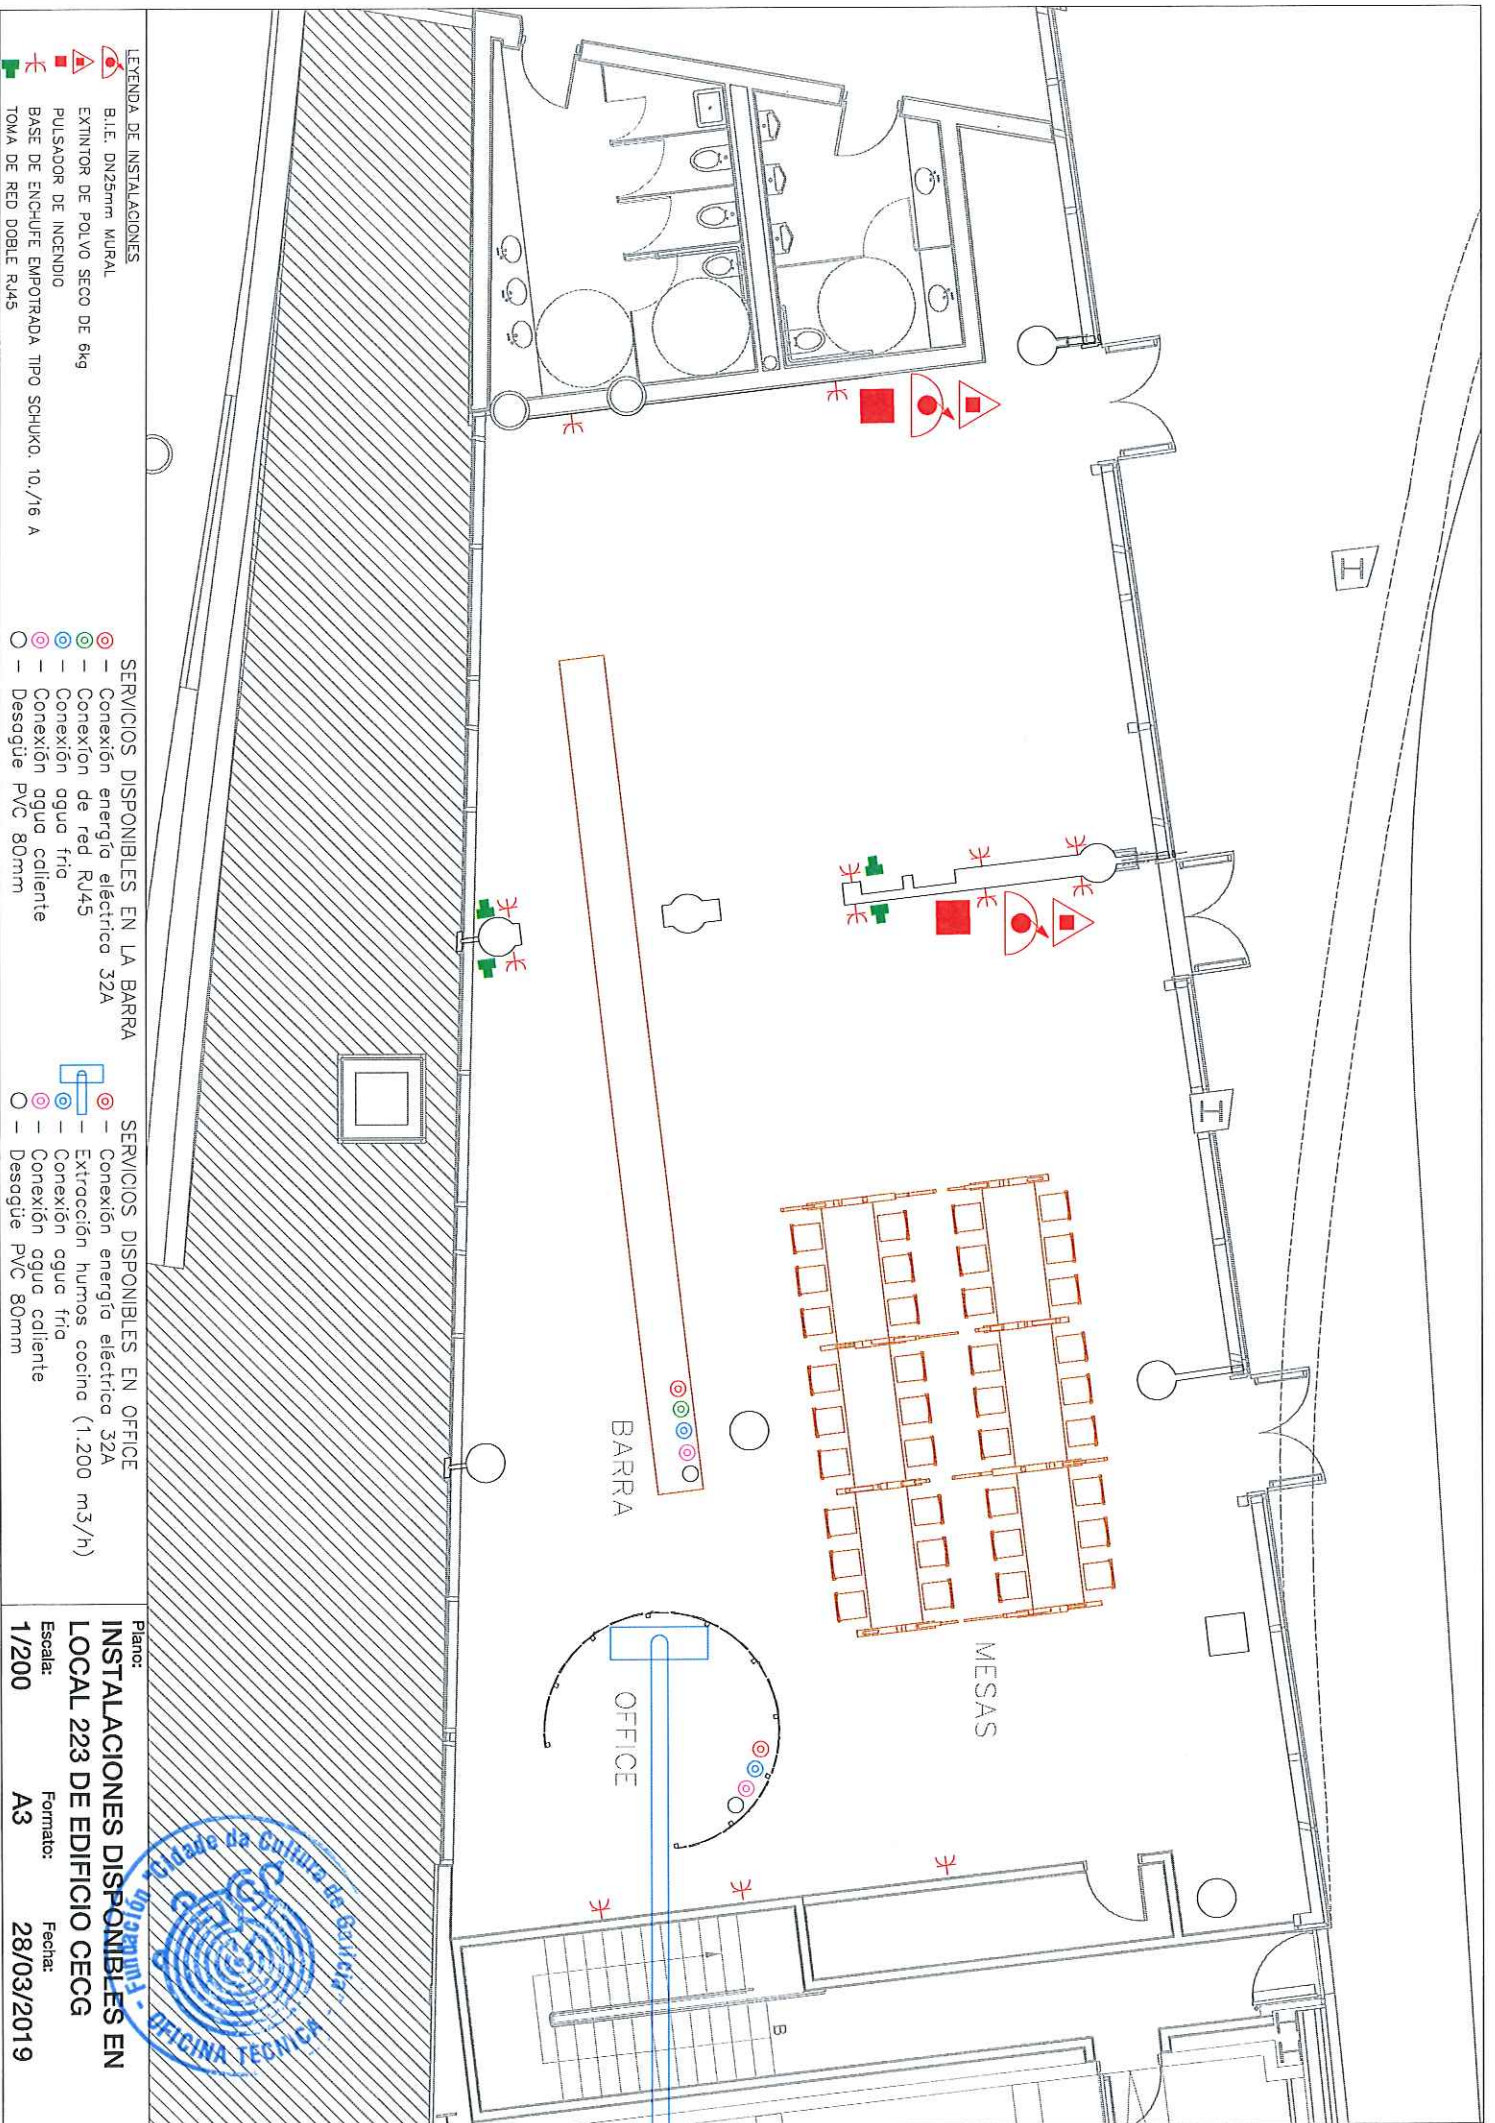 H
H
BARRA
OFFICE
MESAS
B
LEYENDA DE INSTALACIONES
B.I.E. DN25mm MURAL
EXTINTOR DE POLVO SECO DE 6kg
PULSADOR DE INCENDIO
BASE DE ENCHUFE EMPOTRADA TIPO SCHUKO. 10./16 A
TOMA DE RED DOBLE RJ45
SERVICIOS DISPONIBLES EN LA BARRA
– Conexión energía eléctrica 32A
– Conexíon de red RJ45
– Conexión agua fria
– Conexión agua caliente
– Desagüe PVC 80mm
SERVICIOS DISPONIBLES EN OFFICE
– Conexión energía eléctrica 32A
– Extracción humos cocina (1.200 m3/h)
– Conexión agua fria
– Conexión agua caliente
– Desagüe PVC 80mm
Plano:
INSTALACIONES DISPONIBLES EN
LOCAL 223 DE EDIFICIO CECG
Escala:
1/200
Formato:
A3
Fecha:
28/03/2019
Fundación "Cidade da Cultura de Galicia"
- OFICINA TECNICA -